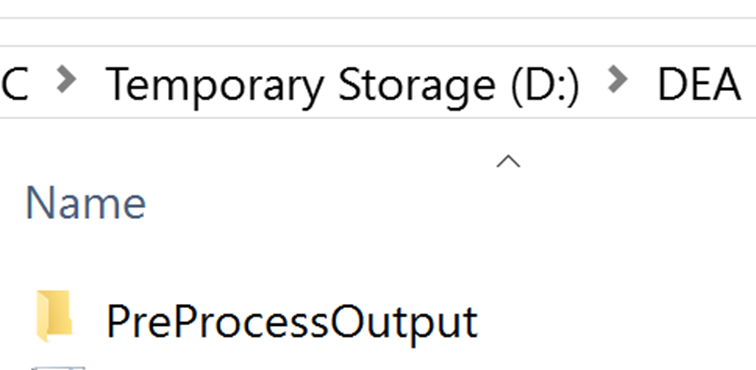 C > Temporary Storage (D:) > DEA
Name
PreProcessOutput